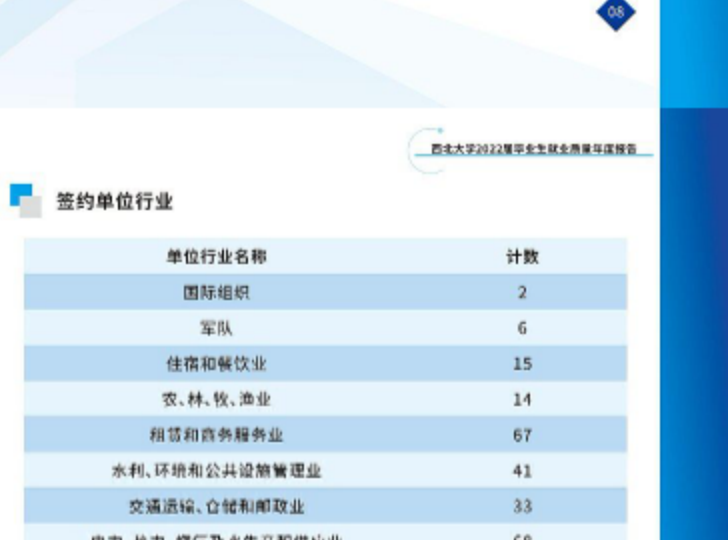 08
西北大学2022届毕业生就业质量年度报告
签约单位行业
单位行业名称 计数
国际组织 2
军队 6
住宿和餐饮业 15
农、林、牧、渔业 14
租赁和商务服务业 67
水利、环境和公共设施管理业 41
交通运输、仓储和邮政业 33